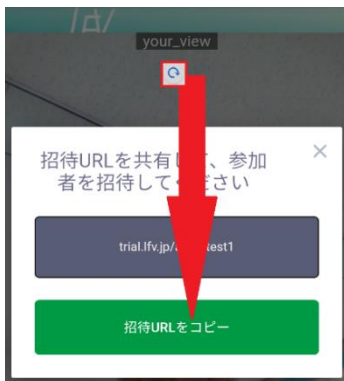 your_view
招待URLを共有して、参加
者を招待してください
trial.lfv.jp/
test1
招待URLをコピー